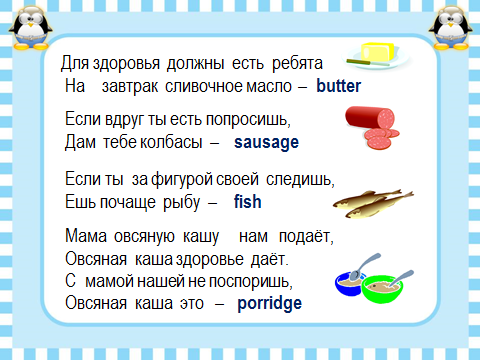 Для здоровья должны есть ребята
На завтрак сливочное масло – butter
Если вдруг ты есть попросишь,
Дам тебе колбасы – sausage
Если ты за фигурой своей следишь,
Ешь почаще рыбу – fish
Мама овсяную кашу нам подаёт,
Овсяная каша здоровье даёт.
С мамой нашей не поспоришь,
Овсяная каша это – porridge